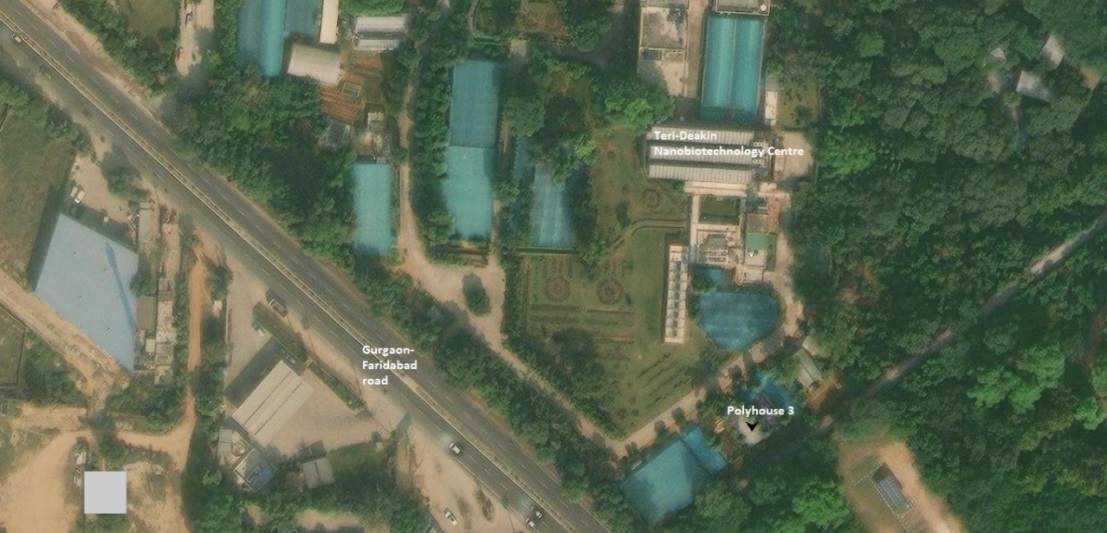 Teri-Deakin
Nanobiotechnology Centre
Gurgaon-
Faridabad
road
Polyhouse 3